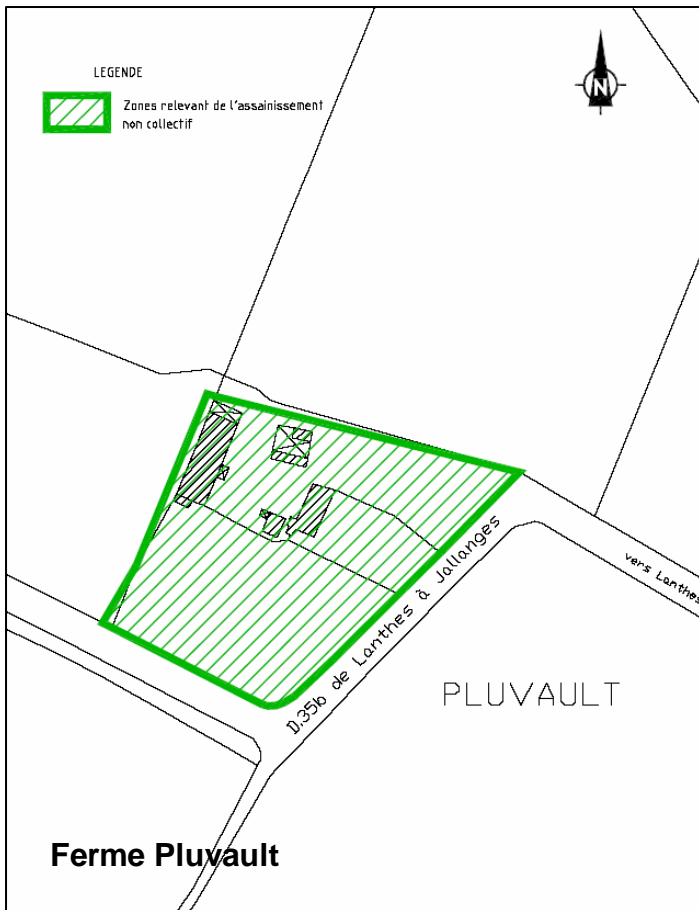 LEGENDE
Zones relevant de l'assainissement
non collectif
N
vers Lanthes
D.35b de Lanthes à Jallanges
PLUVAULT
Ferme Pluvault